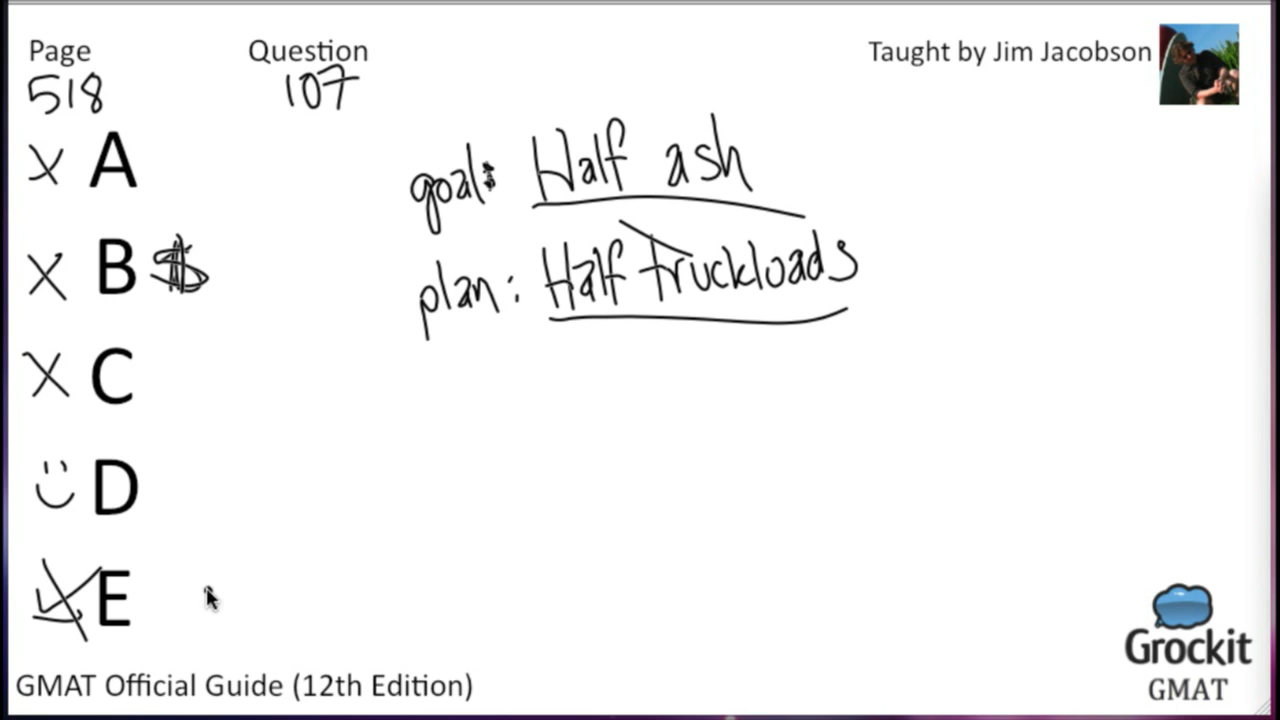 Page Question Taught by Jim Jacobson
518 107
X A
goal: Half ash
X B $
plan: Half truckloads
X C
D
E
Grockit
GMAT
GMAT Official Guide (12th Edition)